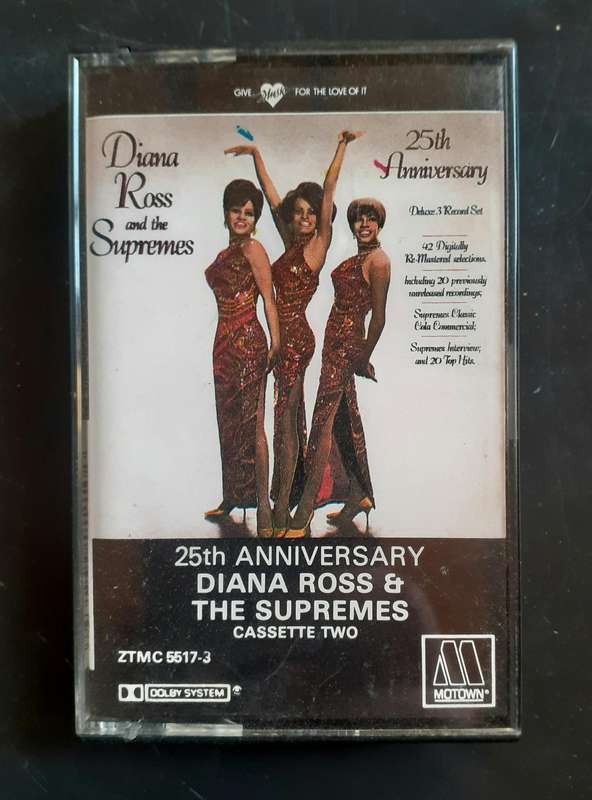 GIVE Music FOR THE LOVE OF IT
Diana
Ross
and the
Supremes
25th
Anniversary
Deluxe 3 Record Set
42 Digitally
Re-Mastered selections.
Including 20 previously
unreleased recordings;
Supremes Classic
Cola Commercial;
Supremes Interview;
and 20 Top Hits.
25th ANNIVERSARY
DIANA ROSS &
THE SUPREMES
CASSETTE TWO
ZTMC 5517-3
DOLBY SYSTEM
MOTOWN®